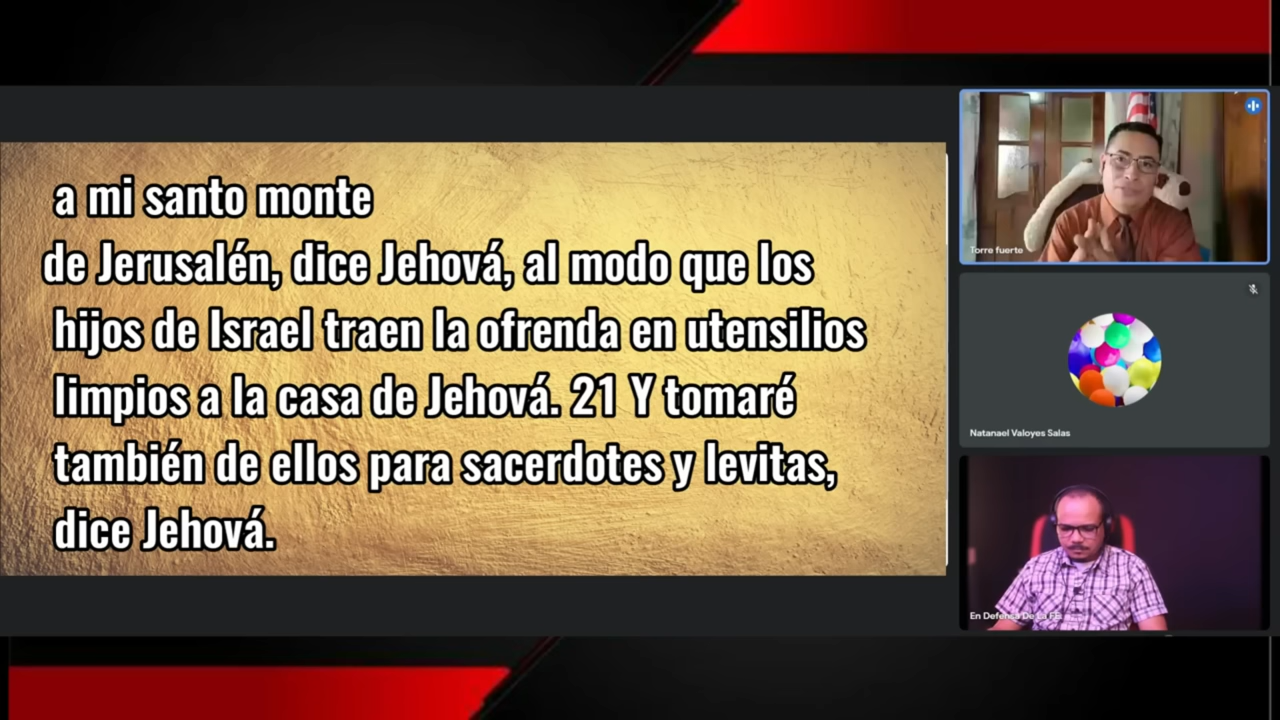 a mi santo monte
de Jerusalén, dice Jehová, al modo que los
hijos de Israel traen la ofrenda en utensilios
limpios a la casa de Jehová. 21 Y tomaré
también de ellos para sacerdotes y levitas,
dice Jehová.
Torre fuerte
Natanael Valoyes Salas
En Defensa De La Fe